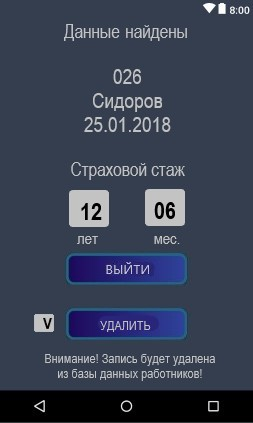 8:00
Данные найдены
026
Сидоров
25.01.2018
Страховой стаж
12 06
лет мес.
ВЫЙТИ
V УДАЛИТЬ
Внимание! Запись будет удалена
из базы данных работников!